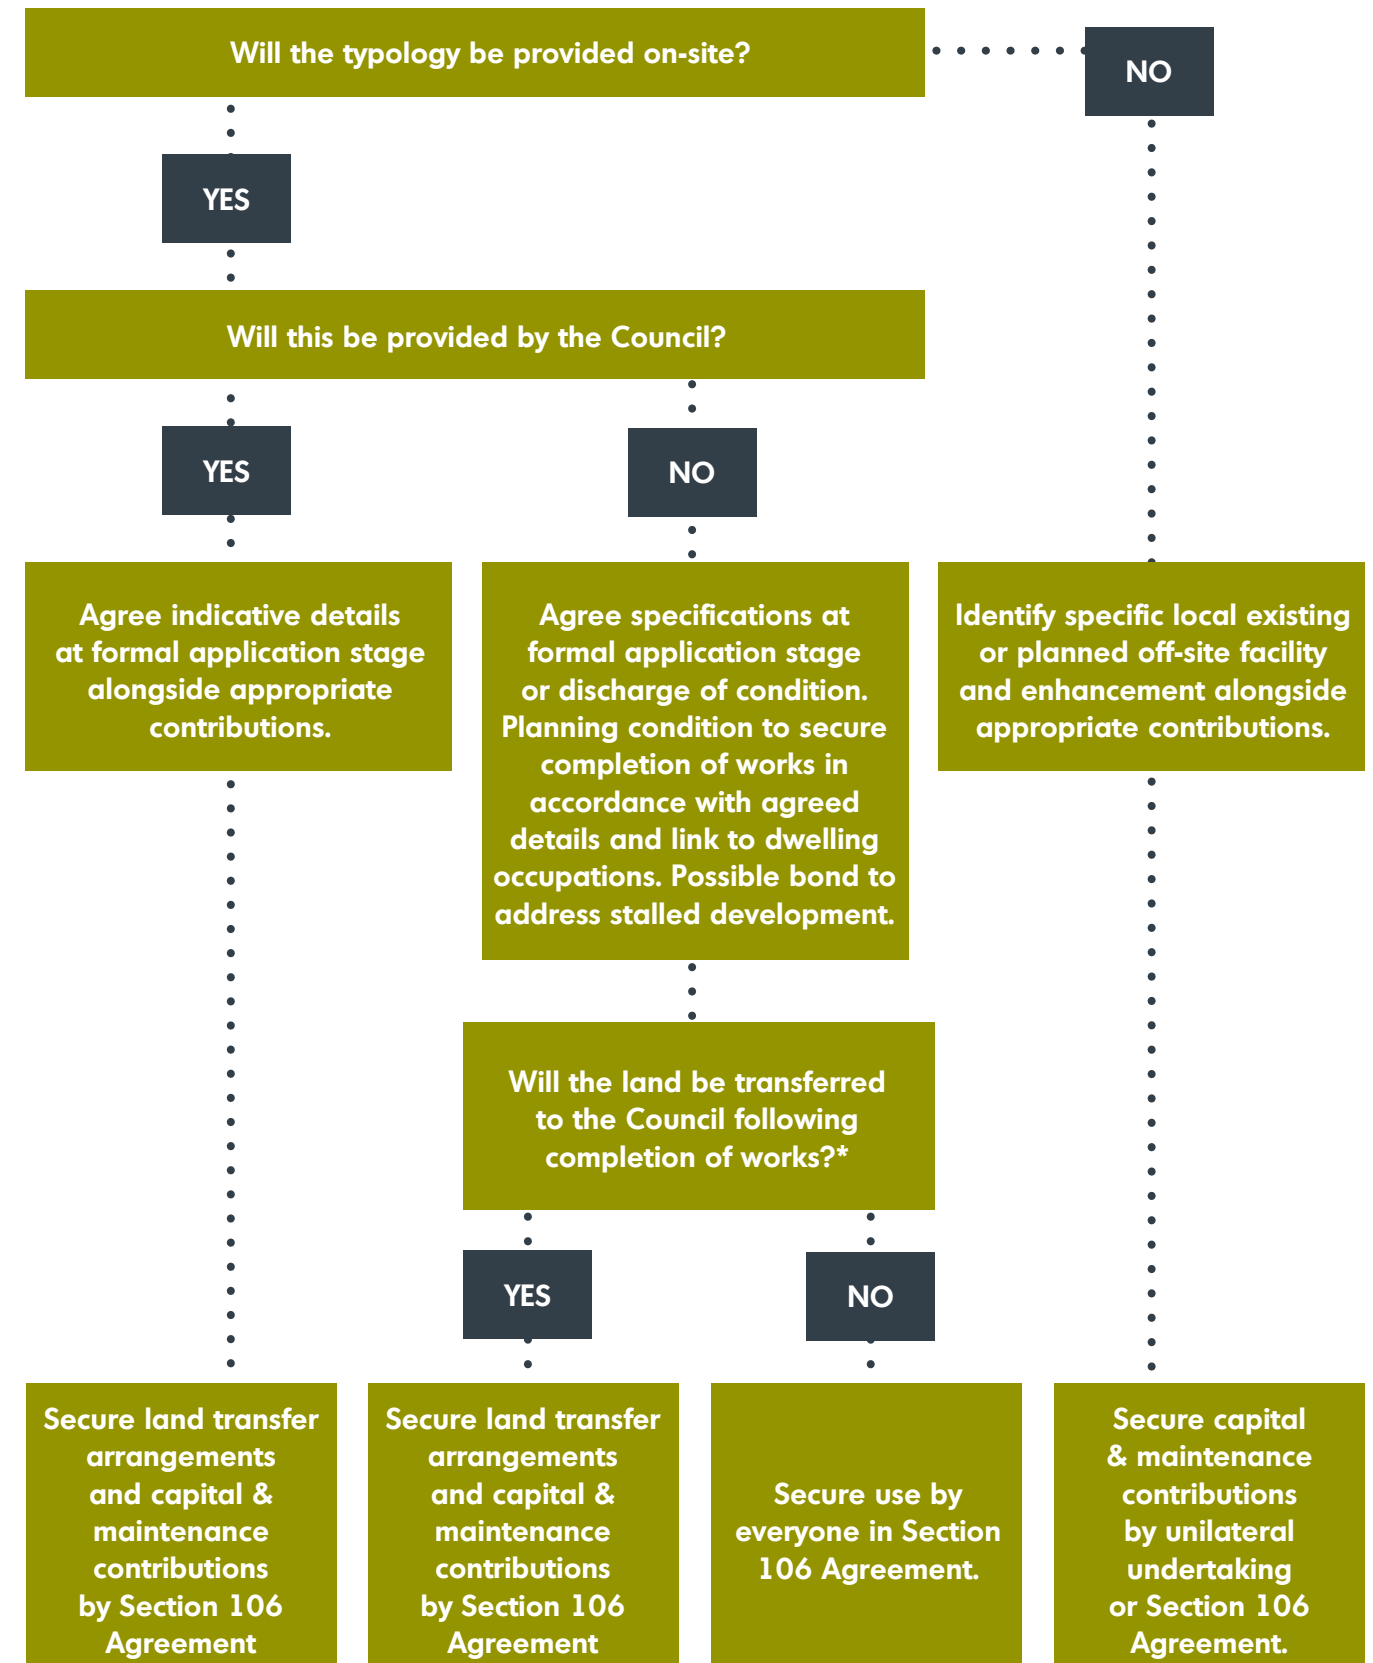 Will the typology be provided on-site?
NO
YES
Will this be provided by the Council?
YES
NO
Agree indicative details
at formal application stage
alongside appropriate
contributions.
Agree specifications at
formal application stage
or discharge of condition.
Planning condition to secure
completion of works in
accordance with agreed
details and link to dwelling
occupations. Possible bond to
address stalled development.
Identify specific local existing
or planned off-site facility
and enhancement alongside
appropriate contributions.
Will the land be transferred
to the Council following
completion of works?*
YES
NO
Secure land transfer
arrangements
and capital &
maintenance
contributions
by Section 106
Agreement
Secure land transfer
arrangements
and capital &
maintenance
contributions
by Section 106
Agreement
Secure use by
everyone in Section
106 Agreement.
Secure capital
& maintenance
contributions
by unilateral
undertaking
or Section 106
Agreement.